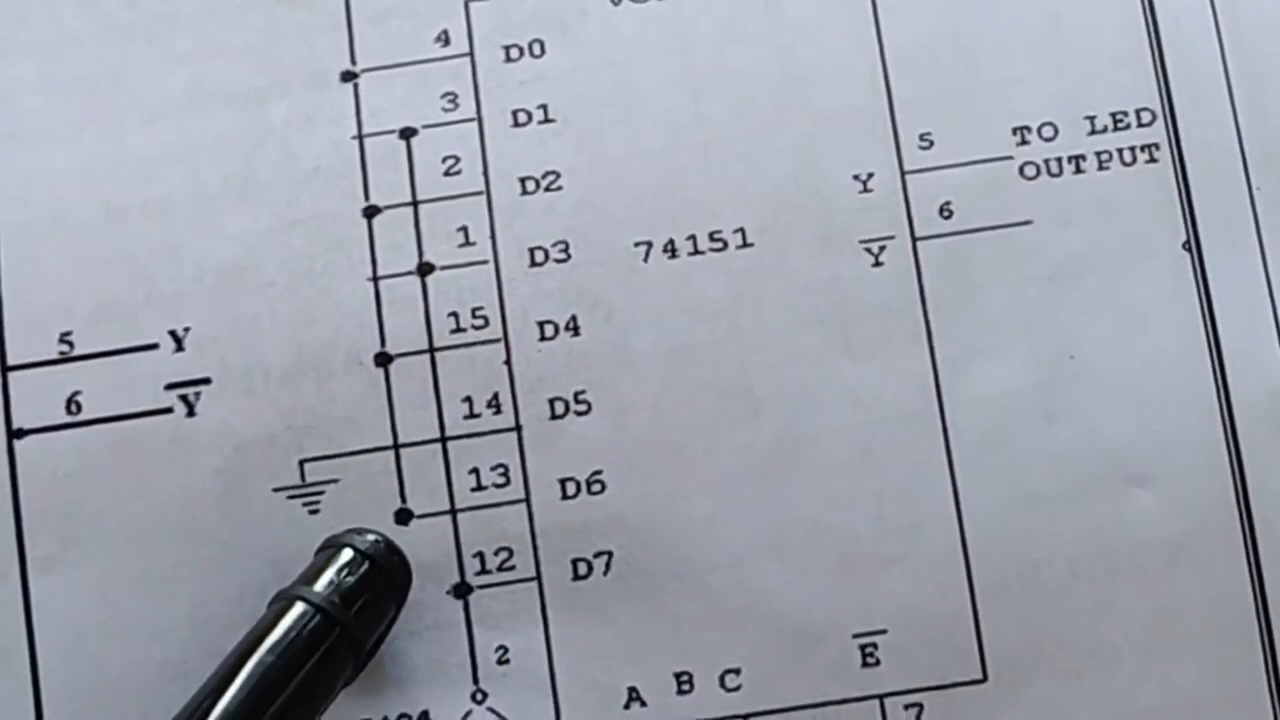 4 D0
3 D1
2 D2
1 D3 74151
15 D4
14 D5
13 D6
12 D7
2
5 Y
6 Y̅
Y 5 TO LED
OUTPUT
Y̅ 6
A B C E̅
7